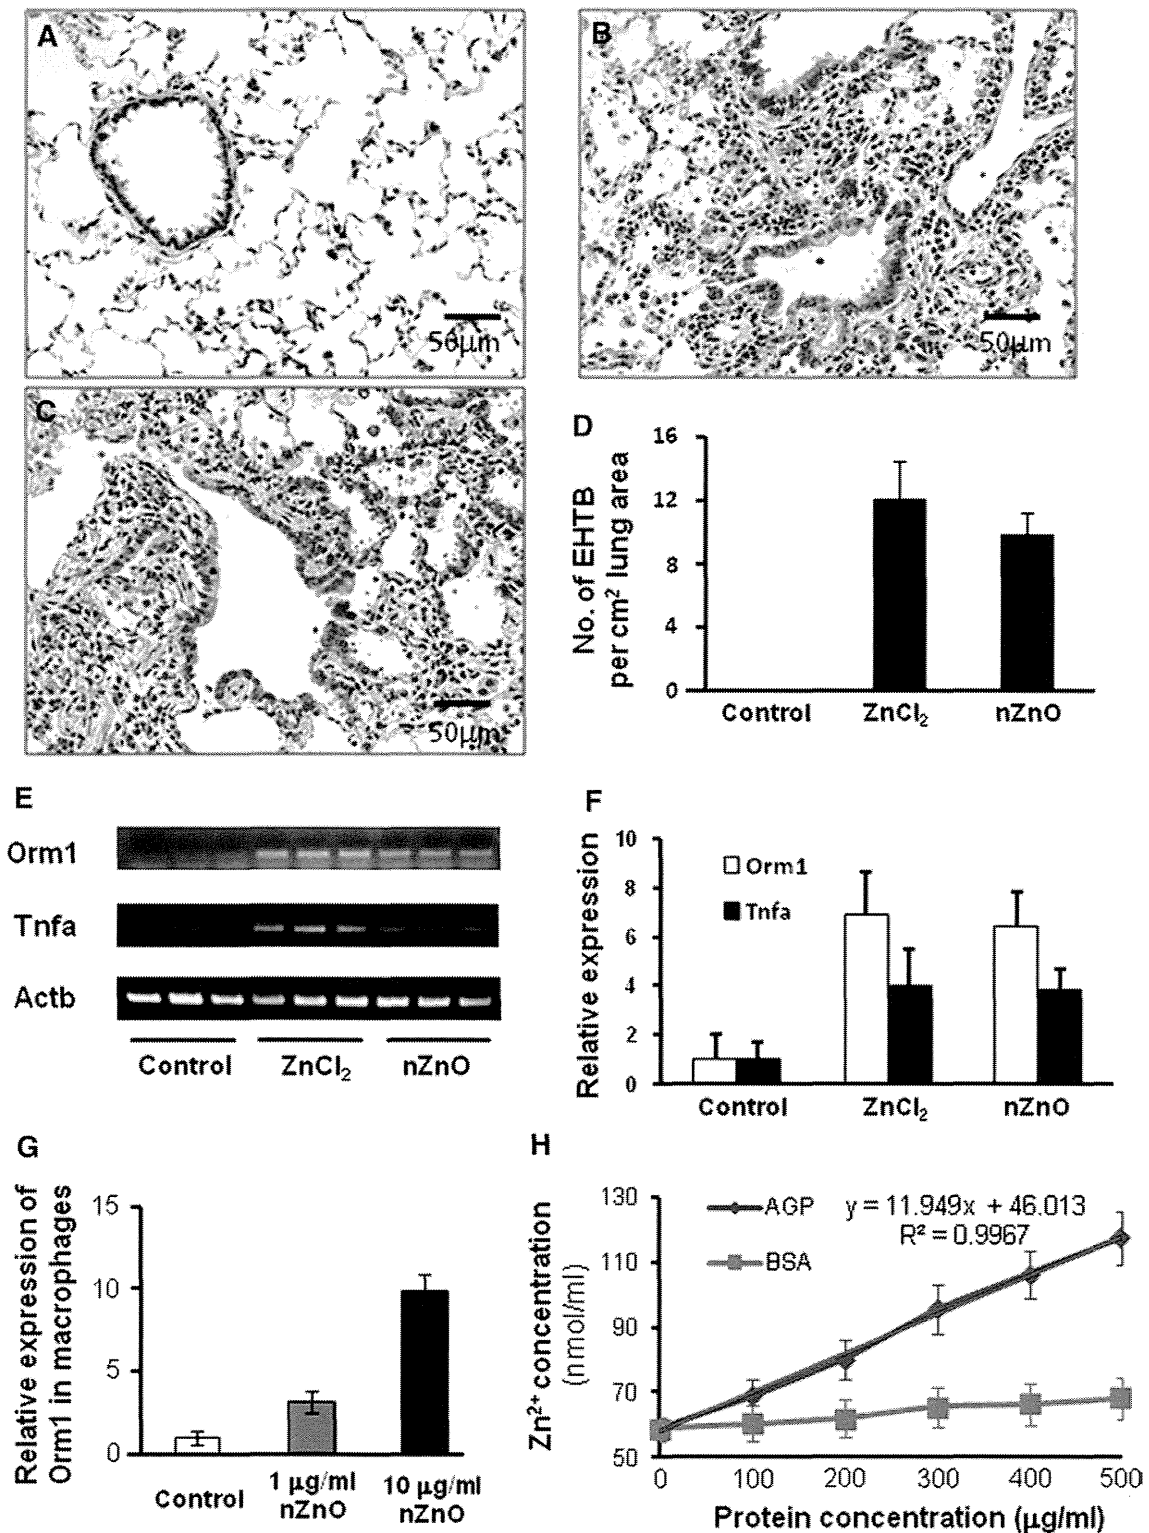 A
50μm
B
50μm
C
50μm
D
No. of EHTB
per cm² lung area
16
12
8
4
0
Control
ZnCl₂
nZnO
E
Orm1
Tnfa
Actb
Control
ZnCl₂
nZnO
F
Relative expression
10
8
6
4
2
0
Orm1
Tnfa
Control
ZnCl₂
nZnO
G
Relative expression of
Orm1 in macrophages
15
10
5
0
Control
1 μg/ml
nZnO
10 μg/ml
nZnO
H
Zn²⁺ concentration
(nmol/ml)
130
110
90
70
50
AGP
BSA
y = 11.949x + 46.013
R² = 0.9967
0
100
200
300
400
500
Protein concentration (μg/ml)